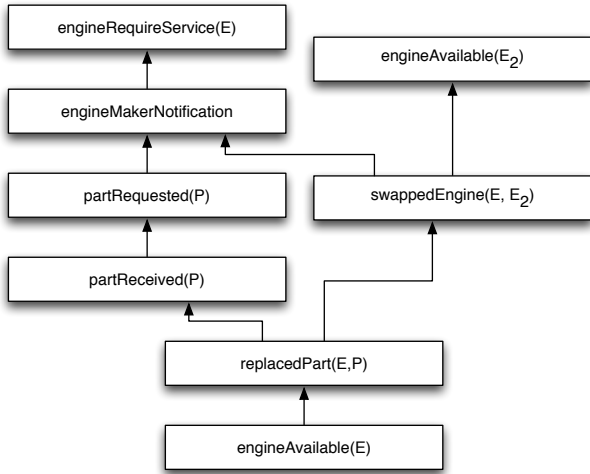 engineRequireService(E)
engineAvailable(E₂)
engineMakerNotification
partRequested(P)
swappedEngine(E, E₂)
partReceived(P)
replacedPart(E,P)
engineAvailable(E)